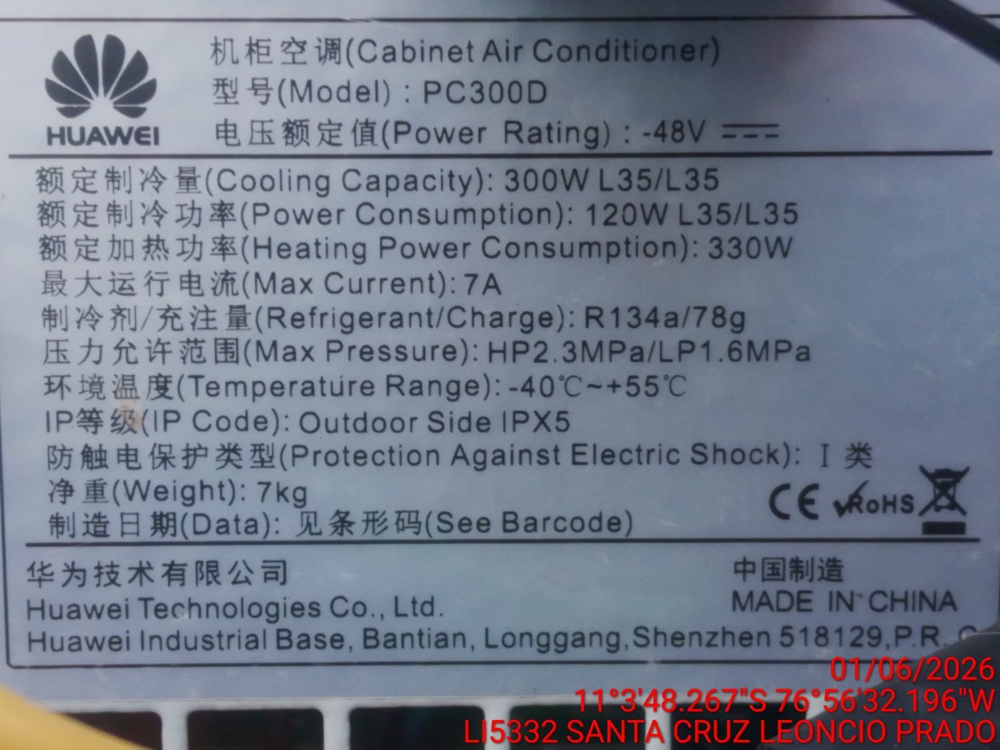 HUAWEI
机柜空调(Cabinet Air Conditioner)
型号(Model) : PC300D
电压额定值(Power Rating) : -48V
额定制冷量(Cooling Capacity): 300W L35/L35
额定制冷功率(Power Consumption): 120W L35/L35
额定加热功率(Heating Power Consumption): 330W
最大运行电流(Max Current): 7A
制冷剂/充注量(Refrigerant/Charge): R134a/78g
压力允许范围(Max Pressure): HP2.3MPa/LP1.6MPa
环境温度(Temperature Range): -40℃~+55℃
IP等级(IP Code): Outdoor Side IPX5
防触电保护类型(Protection Against Electric Shock): I 类
净重(Weight): 7kg
CE RoHS
制造日期(Data): 见条形码(See Barcode)
华为技术有限公司
中国制造
Huawei Technologies Co., Ltd.
MADE IN CHINA
Huawei Industrial Base, Bantian, Longgang,Shenzhen 518129,P.R.
01/06/2026
11°3'48.267"S 76°56'32.196"W
LI5332 SANTA CRUZ LEONCIO PRADO